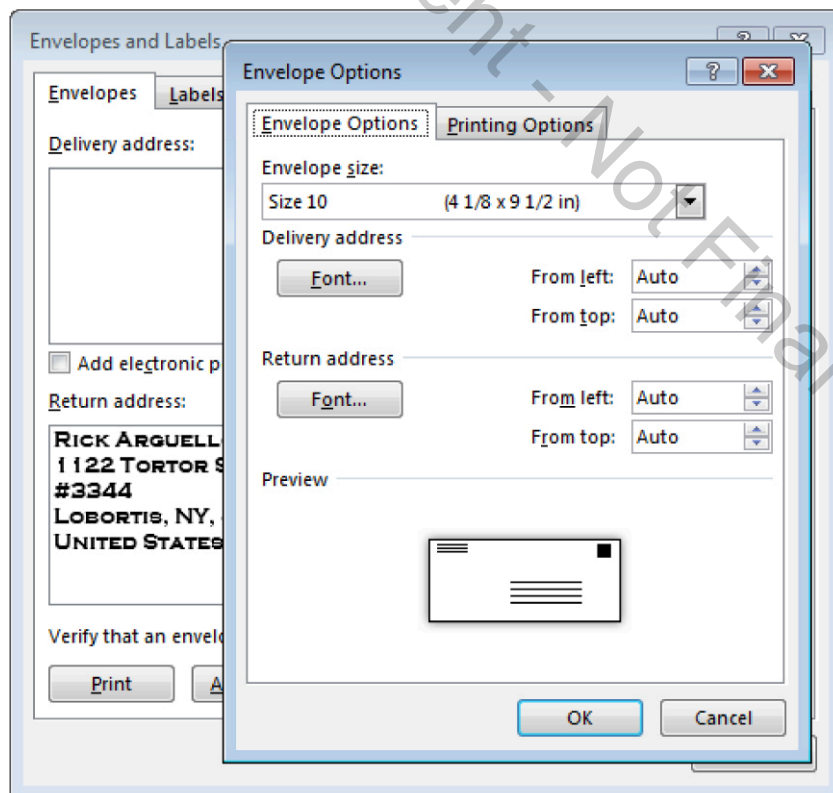 Envelopes and Labels
Envelopes Labels
Delivery address:
Add electronic p
Return address:
RICK ARGUELL
1122 TORTOR S
#3344
LOBORTIS, NY,
UNITED STATES
Verify that an envelo
Print A
Envelope Options
Envelope Options Printing Options
Envelope size:
Size 10 (4 1/8 x 9 1/2 in)
Delivery address
Font... From left: Auto
From top: Auto
Return address
Font... From left: Auto
From top: Auto
Preview
OK Cancel
ent - Not Final